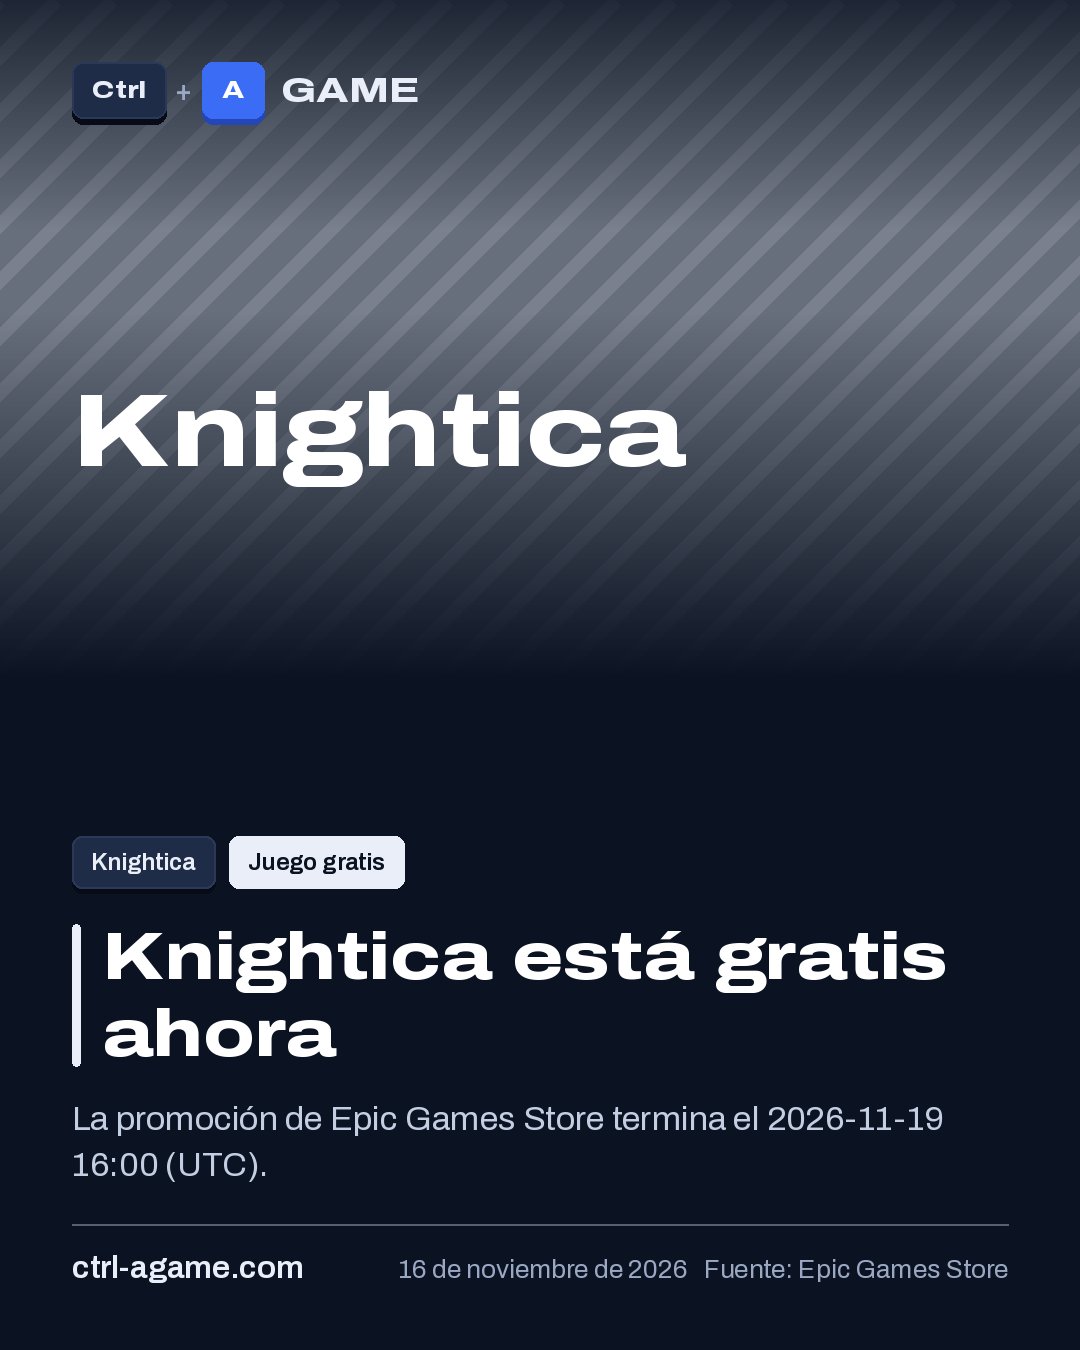 Ctrl + A GAME
Knightica
Knightica Juego gratis
Knightica está gratis
ahora
La promoción de Epic Games Store termina el 2026-11-19
16:00 (UTC).
ctrl-agame.com 16 de noviembre de 2026 Fuente: Epic Games Store